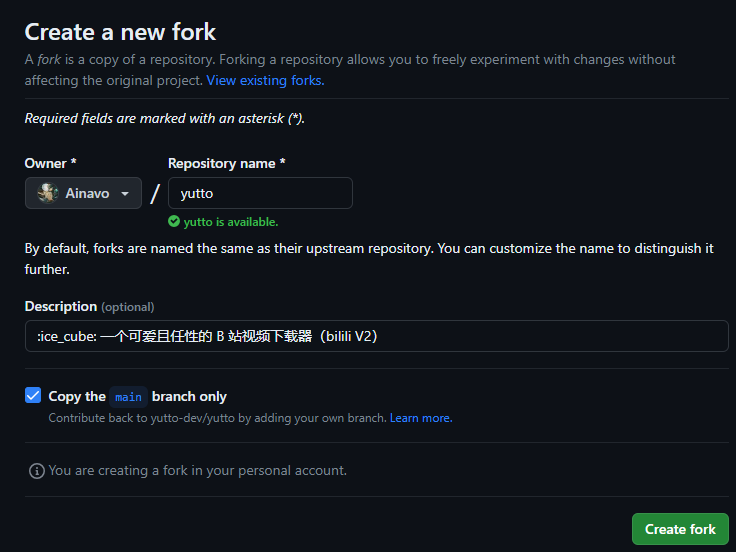 Create a new fork
A fork is a copy of a repository. Forking a repository allows you to freely experiment with changes without
affecting the original project. View existing forks.
Required fields are marked with an asterisk (*).
Owner * Repository name *
Ainavo / yutto
yutto is available.
By default, forks are named the same as their upstream repository. You can customize the name to distinguish it
further.
Description (optional)
:ice_cube: 一个可爱且任性的 B 站视频下载器（bilili V2）
Copy the main branch only
Contribute back to yutto-dev/yutto by adding your own branch. Learn more.
You are creating a fork in your personal account.
Create fork